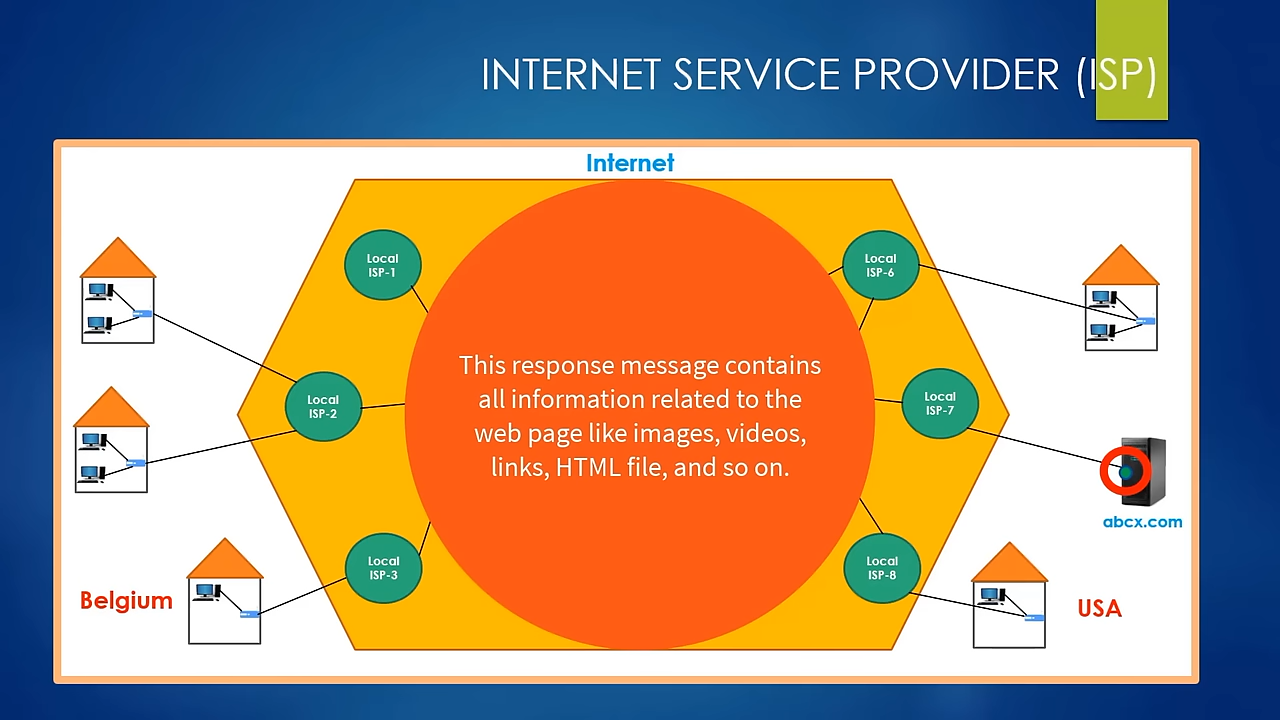 INTERNET SERVICE PROVIDER (ISP)
Internet
Local
ISP-1
Local
ISP-6
This response message contains
all information related to the
web page like images, videos,
links, HTML file, and so on.
Local
ISP-2
Local
ISP-7
abcx.com
Local
ISP-3
Local
ISP-8
Belgium
USA